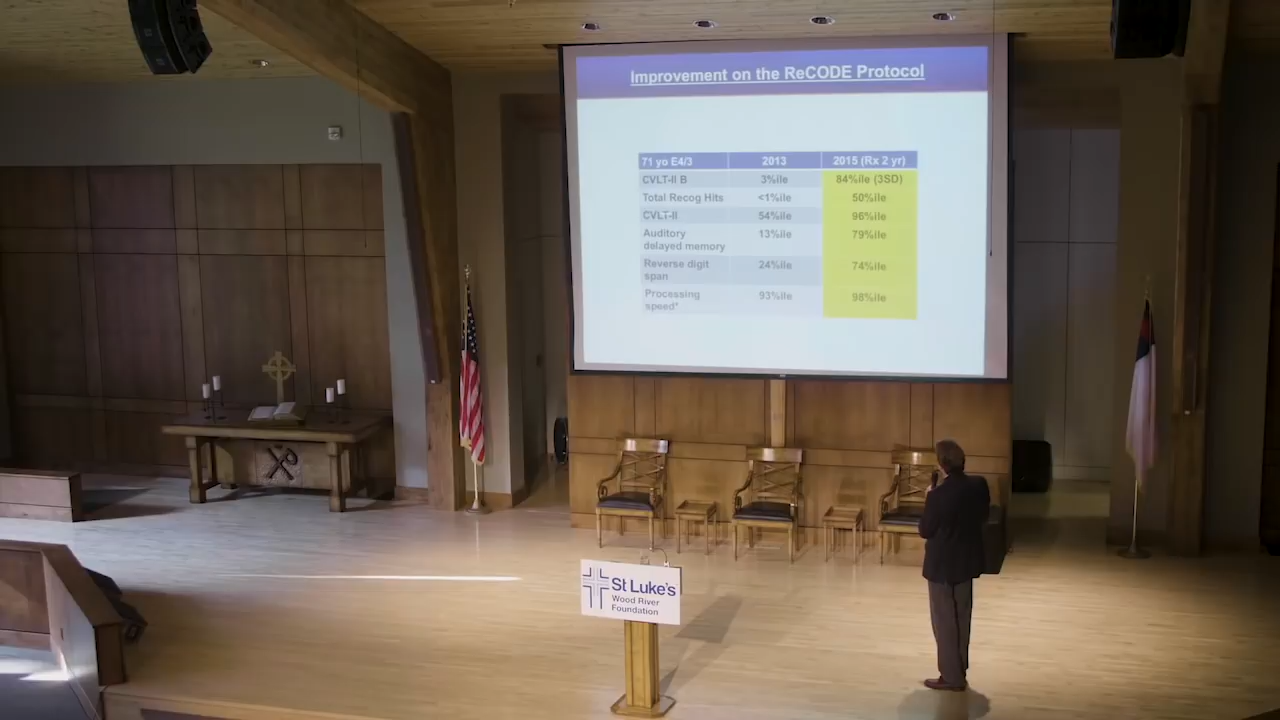 Improvement on the ReCODE Protocol
71 yo E4/3 2013 2015 (Rx 2 yr)
CVLT-II B 3%ile 84%ile (3SD)
Total Recog Hits <1%ile 50%ile
CVLT-II 54%ile 96%ile
Auditory
delayed memory 13%ile 79%ile
Reverse digit
span 24%ile 74%ile
Processing
speed* 93%ile 98%ile
St Luke's
Wood River
Foundation